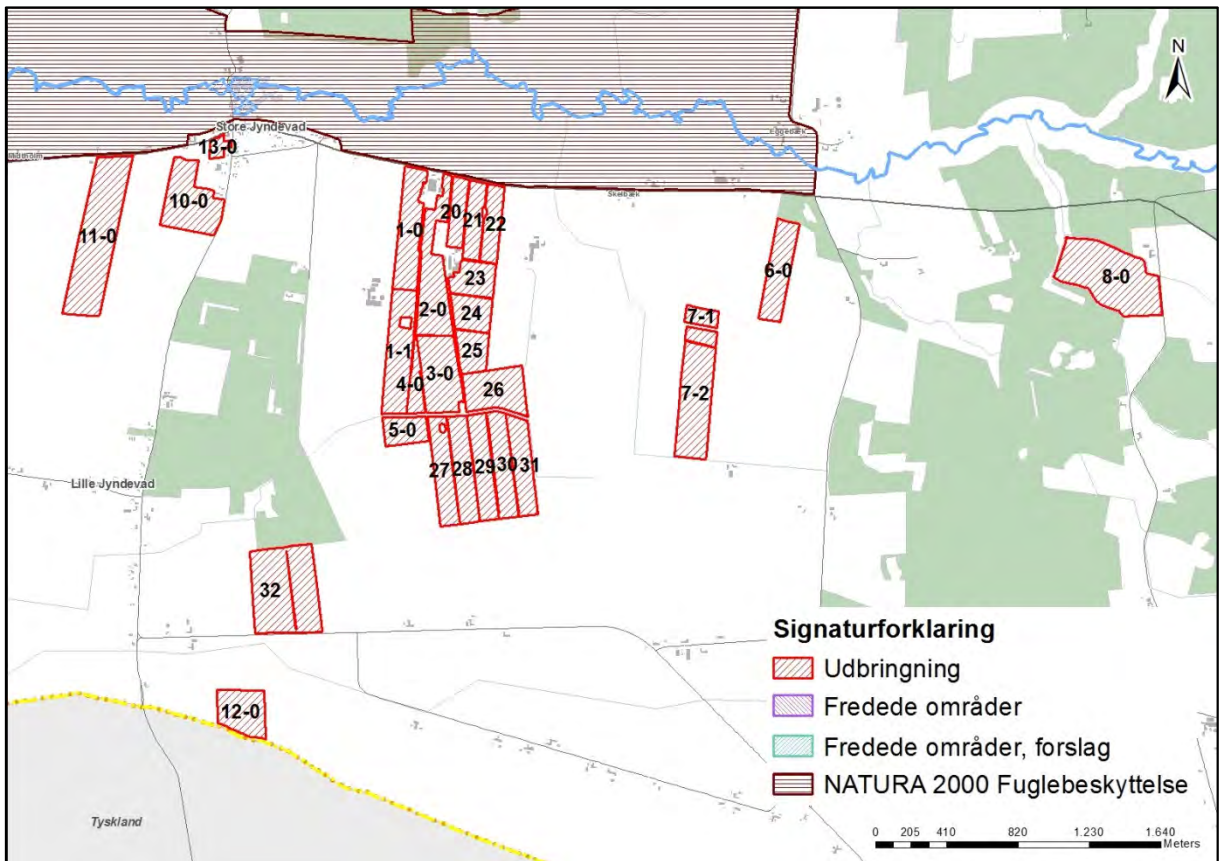 N
Store Jyndevad
Eggebæk
13-0
Skelbæk
10-0
11-0
1-0
20
21
22
23
6-0
8-0
2-0
24
7-1
25
1-1
3-0
4-0
26
7-2
5-0
27
28
29
30
31
Lille Jyndevad
32
12-0
Tyskland
Signaturforklaring
Udbringning
Fredede områder
Fredede områder, forslag
NATURA 2000 Fuglebeskyttelse
0 205 410 820 1.230 1.640
Meters